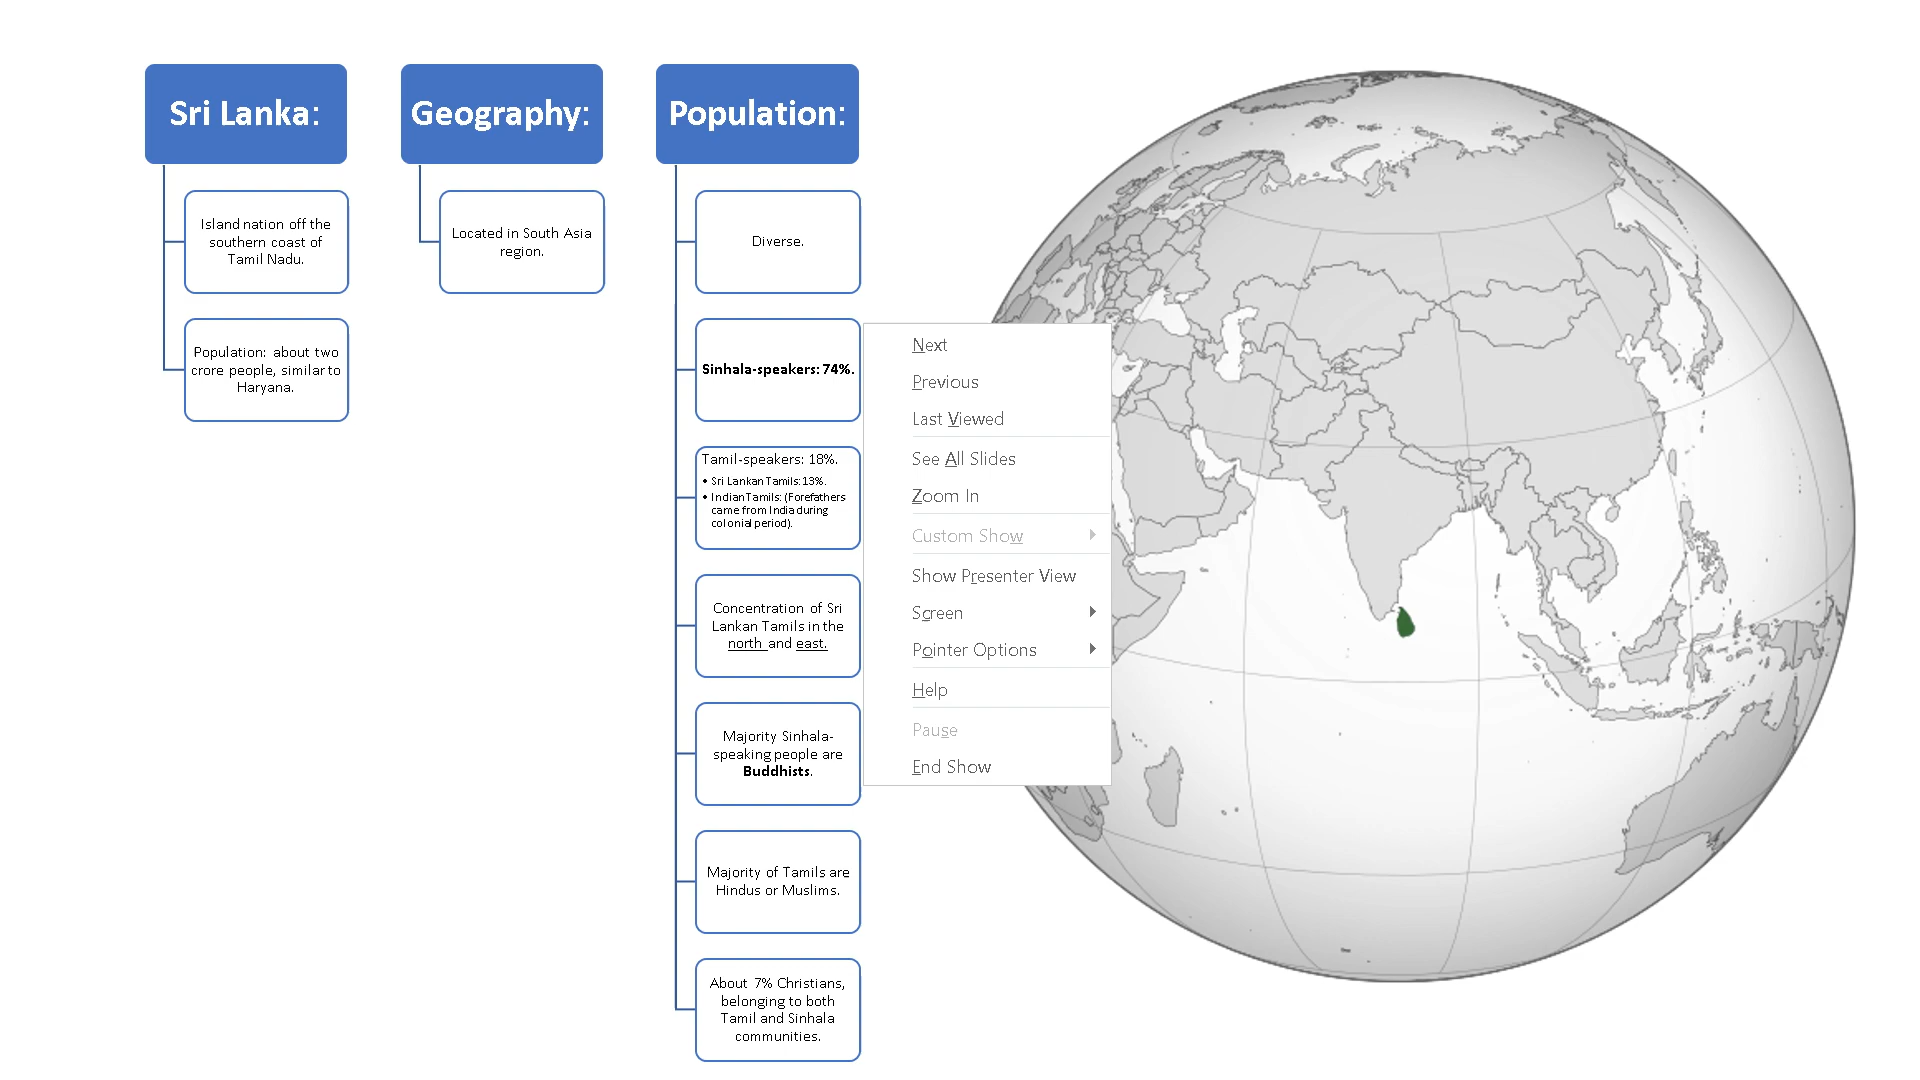 Sri Lanka:
Island nation off the
southern coast of
Tamil Nadu.
Population: about two
crore people, similar to
Haryana.
Geography:
Located in South Asia
region.
Population:
Diverse.
Sinhala-speakers: 74%.
Tamil-speakers: 18%.
• Sri Lankan Tamils:13%.
• Indian Tamils: (Forefathers
came from India during
colonial period).
Concentration of Sri
Lankan Tamils in the
north and east.
Majority Sinhala-
speaking people are
Buddhists.
Majority of Tamils are
Hindus or Muslims.
About 7% Christians,
belonging to both
Tamil and Sinhala
communities.
Next
Previous
Last Viewed
See All Slides
Zoom In
Custom Show
Show Presenter View
Screen
Pointer Options
Help
Pause
End Show